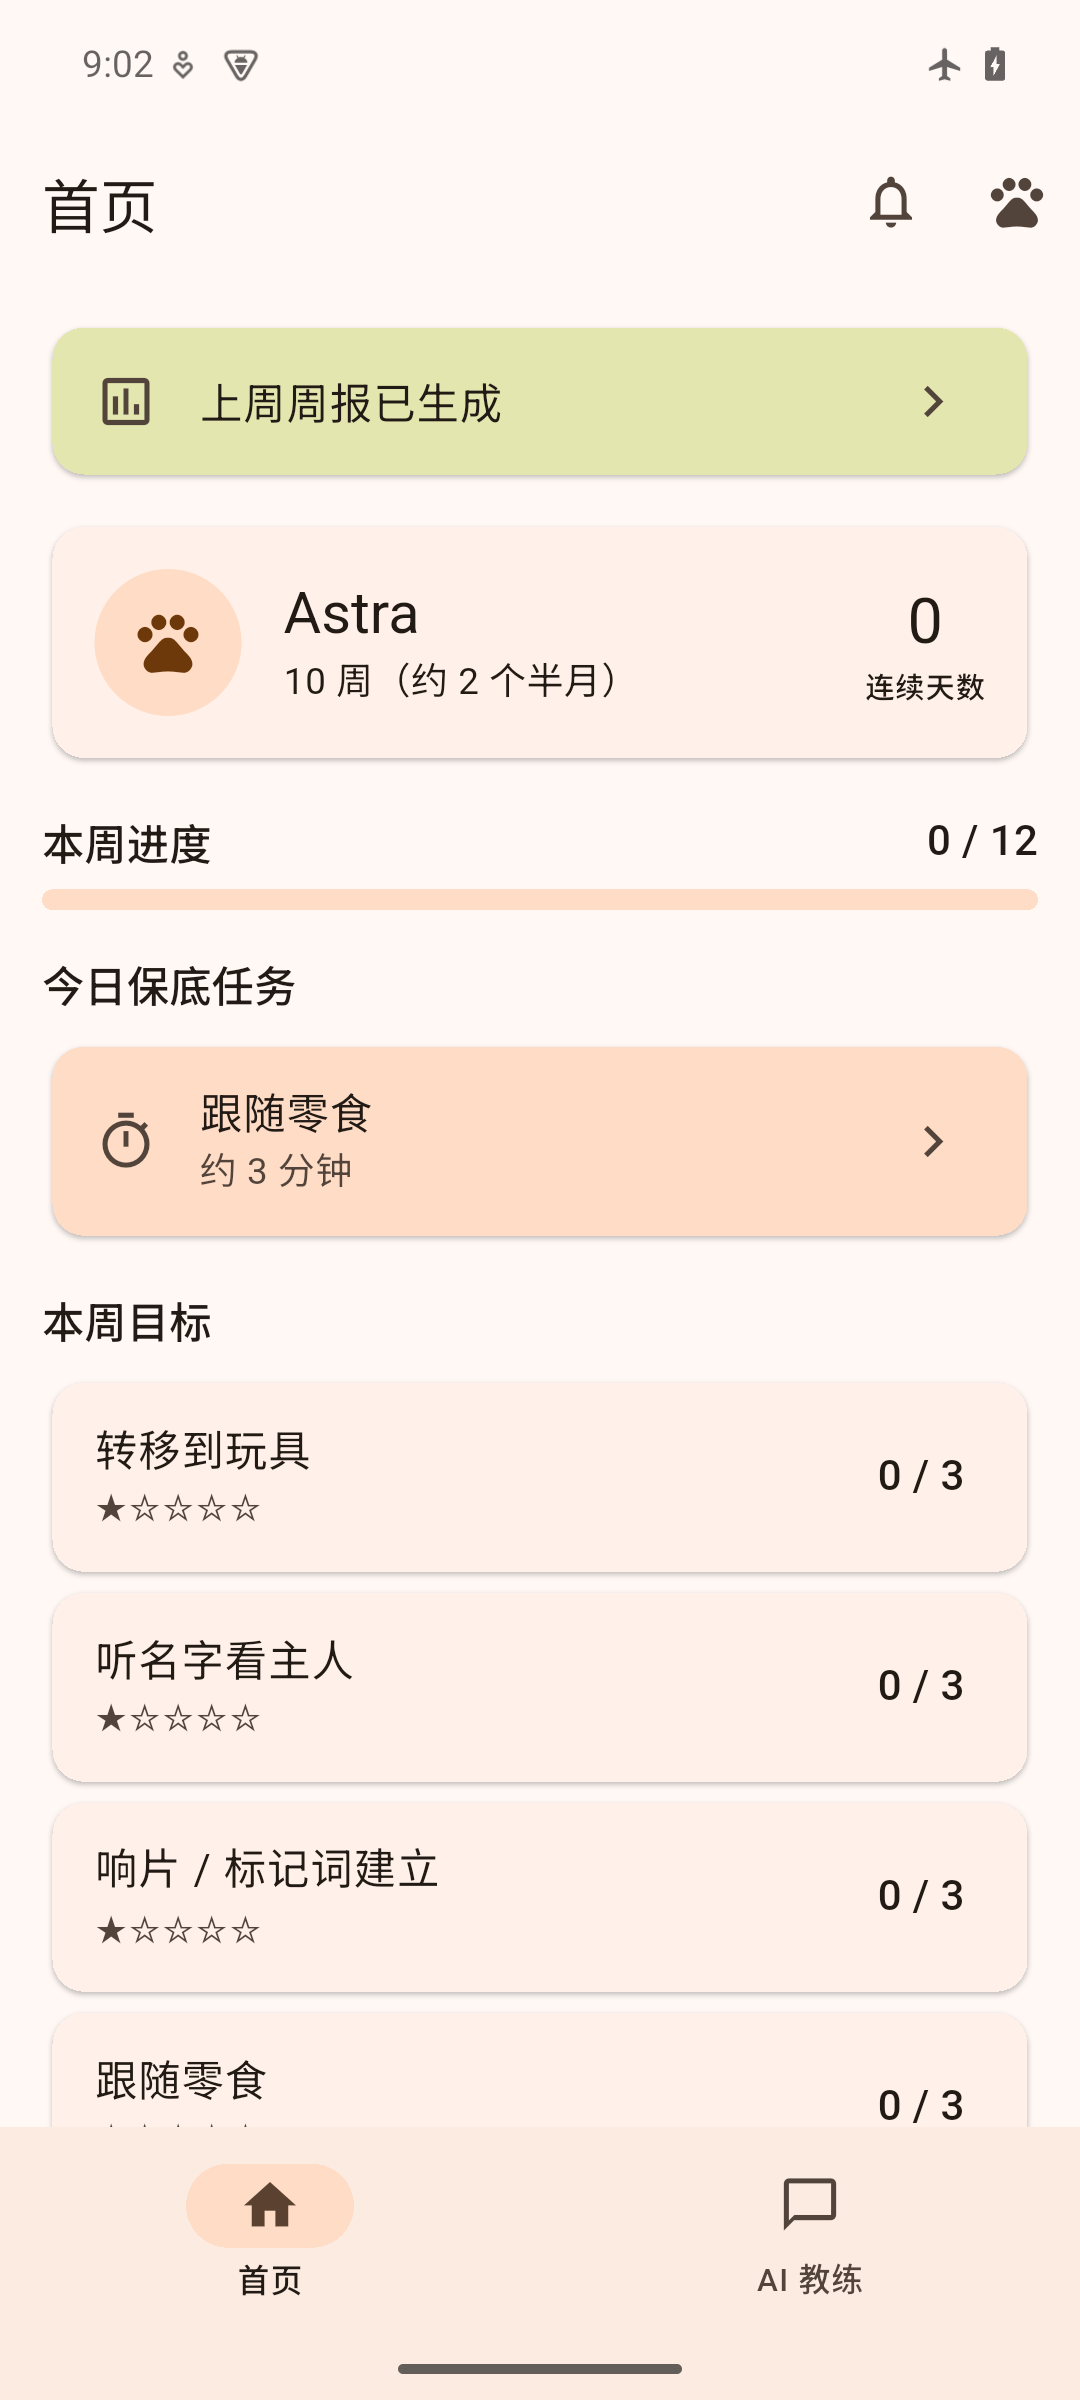 9:02
首页
上周周报已生成
Astra
10 周（约 2 个半月）
0
连续天数
本周进度
0 / 12
今日保底任务
跟随零食
约 3 分钟
本周目标
转移到玩具
★☆☆☆☆
0 / 3
听名字看主人
★☆☆☆☆
0 / 3
响片 / 标记词建立
★☆☆☆☆
0 / 3
跟随零食
0 / 3
首页
AI 教练